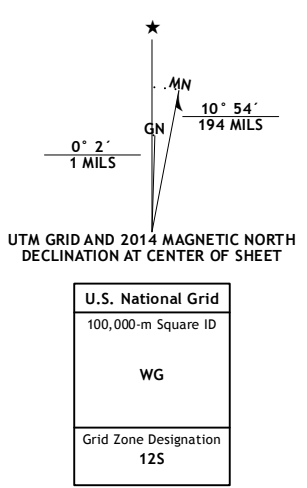 ★
MN
10° 54´
194 MILS
GN
0° 2´
1 MILS
UTM GRID AND 2014 MAGNETIC NORTH
DECLINATION AT CENTER OF SHEET
U.S. National Grid
100,000-m Square ID
WG
Grid Zone Designation
12S